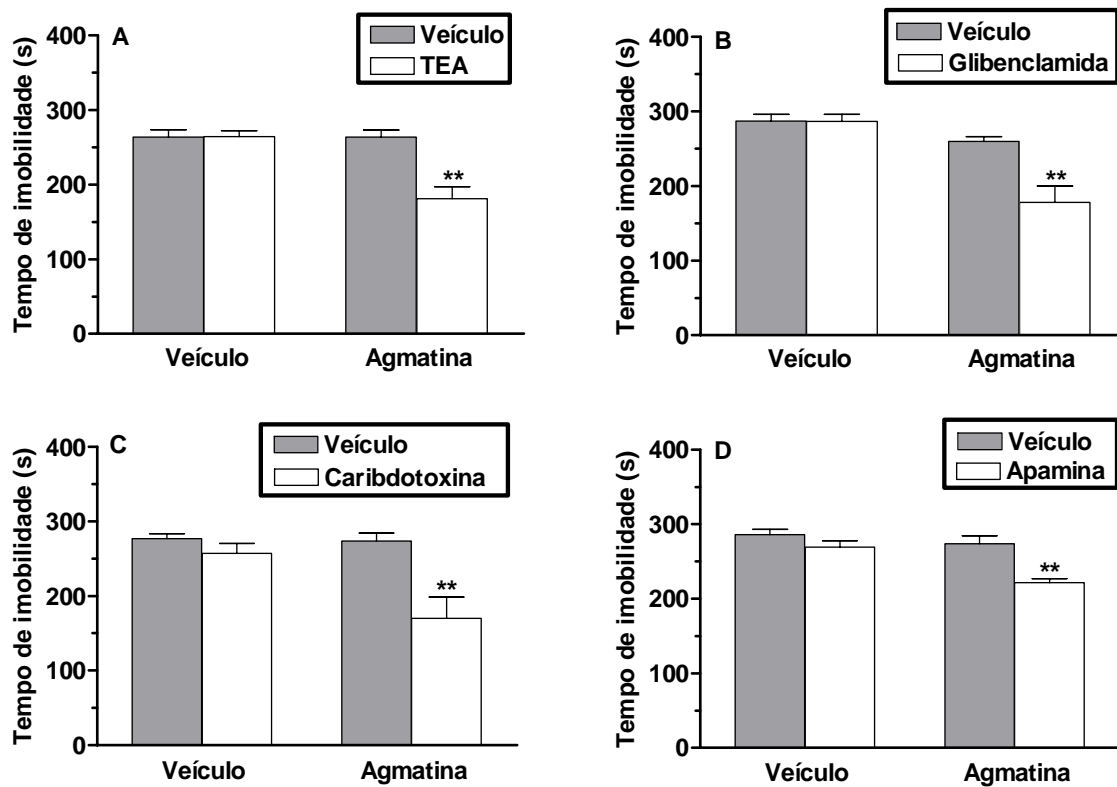 A
Veículo
TEA
Tempo de imobilidade (s)
400
300
200
100
0
**
Veículo
Agmatina
B
Veículo
Glibenclamida
Tempo de imobilidade (s)
400
300
200
100
0
**
Veículo
Agmatina
C
Veículo
Caribdotoxina
Tempo de imobilidade (s)
400
300
200
100
0
**
Veículo
Agmatina
D
Veículo
Apamina
Tempo de imobilidade (s)
400
300
200
100
0
**
Veículo
Agmatina